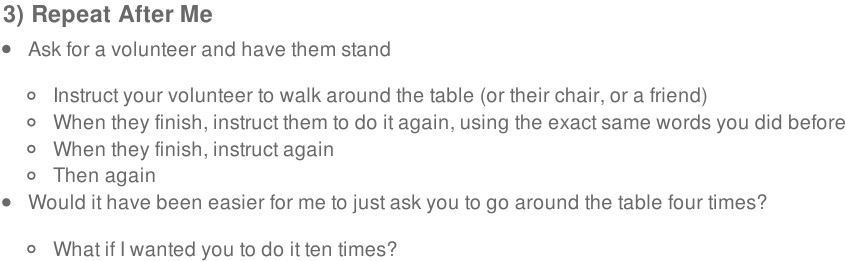 3) Repeat After Me
● Ask for a volunteer and have them stand
○ Instruct your volunteer to walk around the table (or their chair, or a friend)
○ When they finish, instruct them to do it again, using the exact same words you did before
○ When they finish, instruct again
○ Then again
● Would it have been easier for me to just ask you to go around the table four times?
○ What if I wanted you to do it ten times?